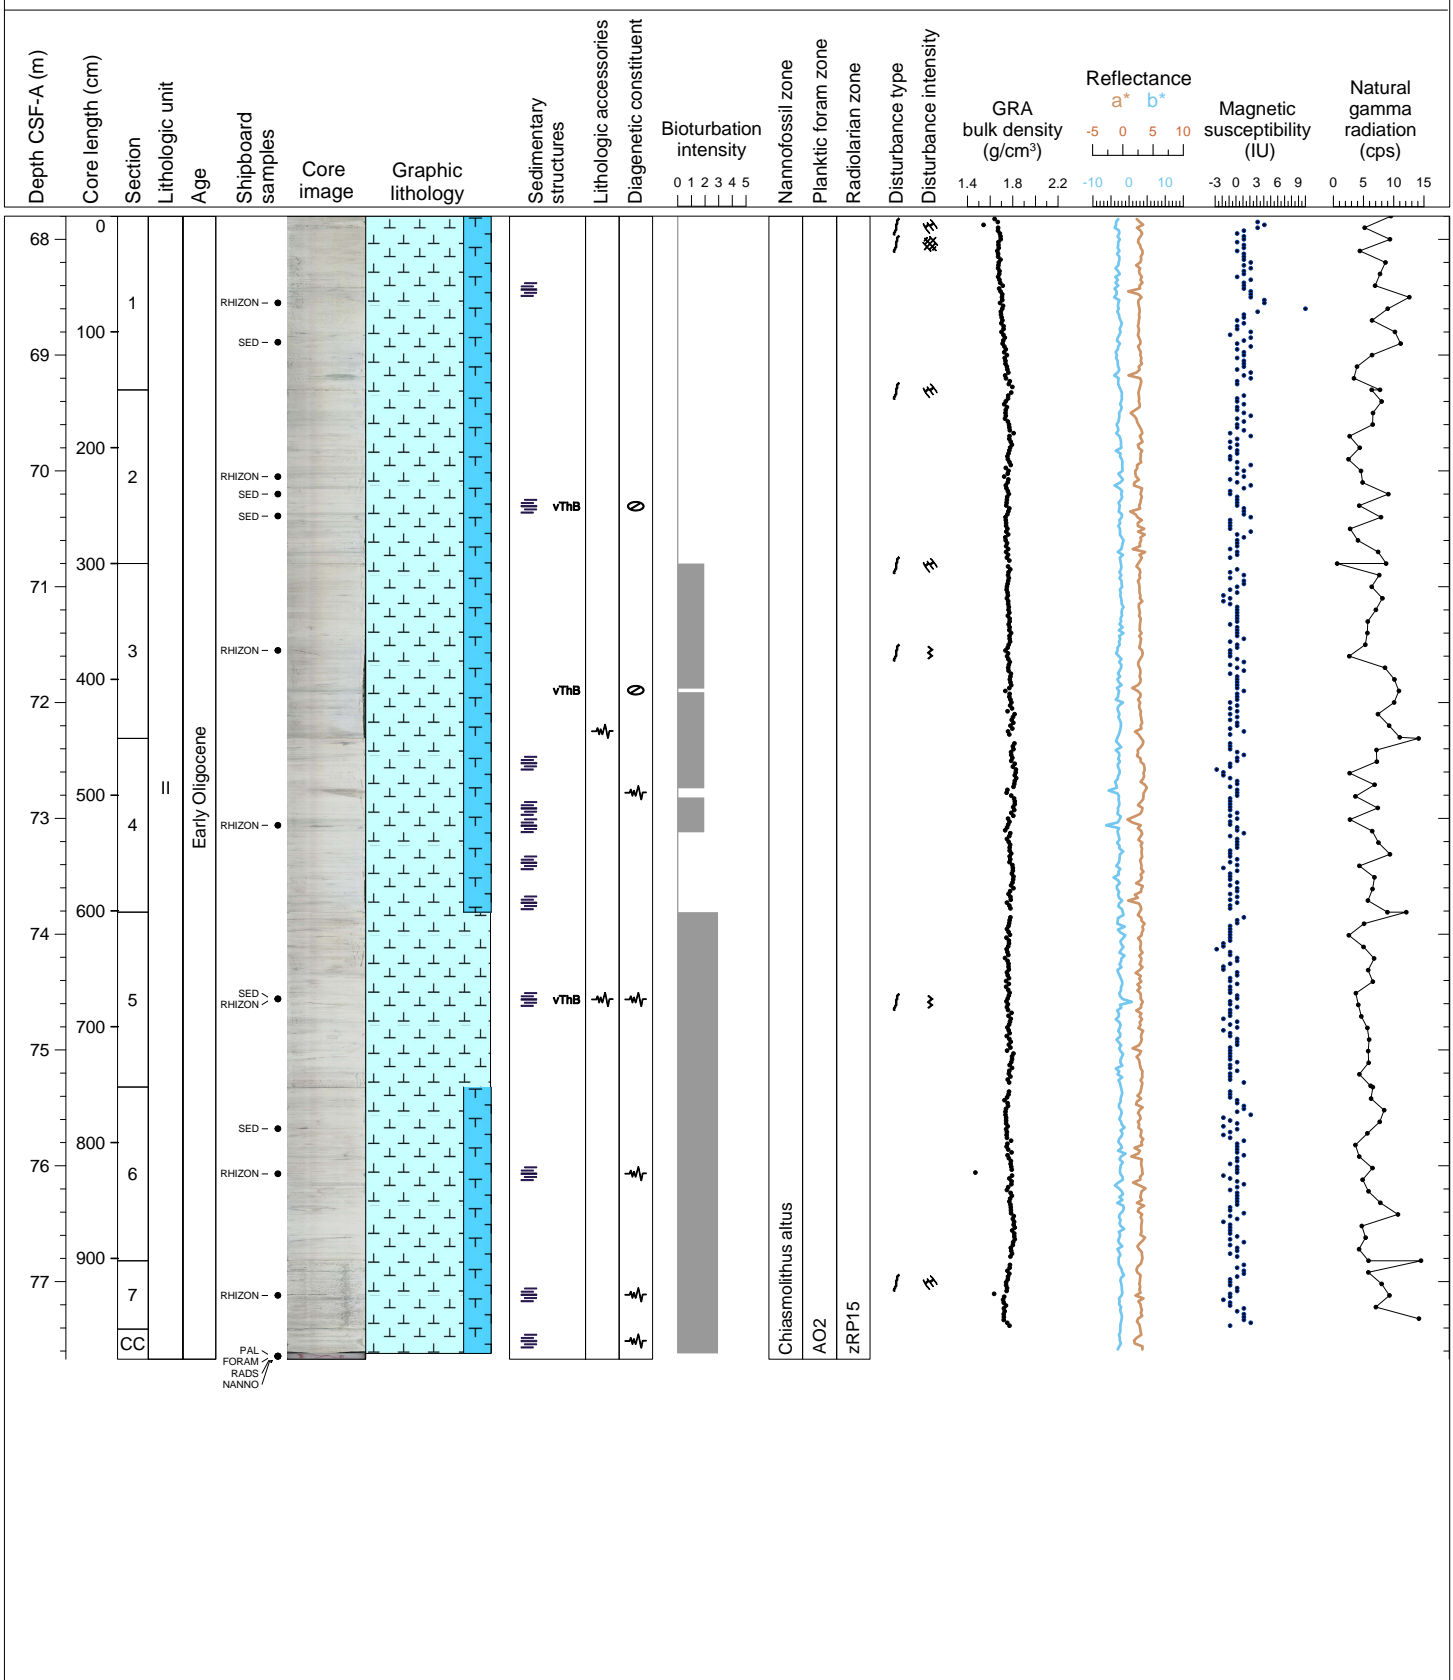 Depth CSF-A (m)
Core length (cm)
Section
Lithologic unit
Age
Shipboard
samples
Core
image
Graphic
lithology
Sedimentary
structures
Lithologic accessories
Diagenetic constituent
Bioturbation
intensity
0 1 2 3 4 5
Nannofossil zone
Planktic foram zone
Radiolarian zone
Disturbance type
Disturbance intensity
GRA
bulk density
(g/cm³)
1.4 1.8 2.2
Reflectance
a* b*
-5 0 5 10
-10 0 10
Magnetic
susceptibility
(IU)
-3 0 3 6 9
Natural
gamma
radiation
(cps)
0 5 10 15
68
69
70
71
72
73
74
75
76
77
0
100
200
300
400
500
600
700
800
900
1
2
3
4
5
6
7
CC
II
Early Oligocene
RHIZON
SED
RHIZON
SED
SED
RHIZON
RHIZON
SED
RHIZON
SED
RHIZON
RHIZON
PAL
FORAM
RADS
NANNO
vThB
vThB
vThB
Chiasmolithus altus
AO2
zRP15